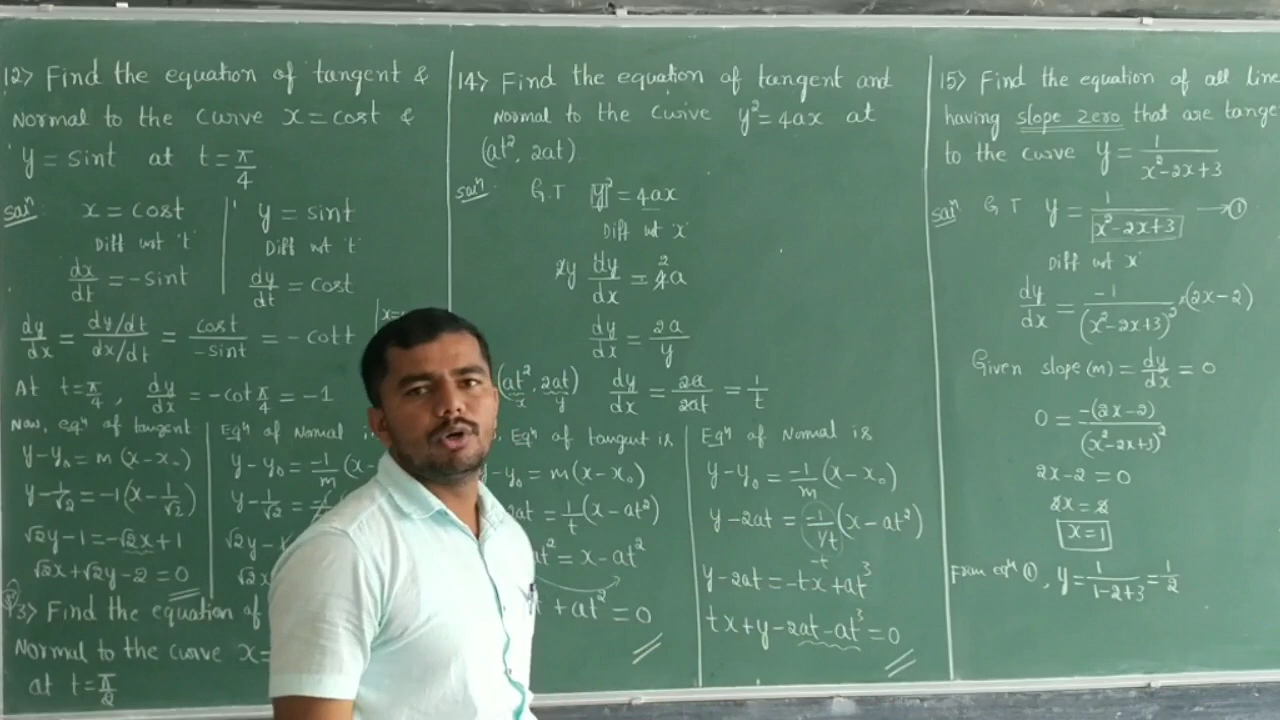 12> Find the equation of tangent &
Normal to the curve x = cost &
y = sint at t = π/4
Solⁿ x = cost | y = sint
Diff wrt 't' Diff wrt 't'
dx/dt = -sint dy/dt = cost
dy/dx = (dy/dt)/(dx/dt) = cost/-sint = -cott
At t = π/4, dy/dx = -cot π/4 = -1
Now, eqⁿ of tangent
y-y₀ = m(x-x₀)
y-1/√2 = -1(x-1/√2)
√2y-1 = -√2x+1
√2x+√2y-2 = 0
Eqⁿ of Normal
y-y₀ = -1/m (x-
y-1/√2 =
√2y-
√2x
13> Find the equation of
Normal to the curve x =
at t = π/2
14> Find the equation of tangent and
Normal to the curve y² = 4ax at
(at², 2at)
Solⁿ G.T y² = 4ax
Diff wt 'x'
2y dy/dx = 4a 2
dy/dx = 2a/y
(at², 2at) dy/dx = 2a/2at = 1/t
x y
Eqⁿ of tangent is
-y₀ = m(x-x₀)
2at = 1/t (x-at²)
at² = x-at²
+ at² = 0
Eqⁿ of Normal is
y-y₀ = -1/m (x-x₀)
y-2at = -1/(1/t) (x-at²)
-t
y-2at = -tx+at³
tx+y-2at-at³ = 0
15> Find the equation of all line
having slope zero that are tange
to the curve y = 1/(x²-2x+3)
Solⁿ G T y = 1/(x²-2x+3) → ①
Diff wt x
dy/dx = -1/(x²-2x+3)² × (2x-2)
Given slope (m) = dy/dx = 0
0 = -(2x-2)/(x²-2x+3)²
2x-2 = 0
2x = 2
x = 1
From eqⁿ ①, y = 1/(1-2+3) = 1/2